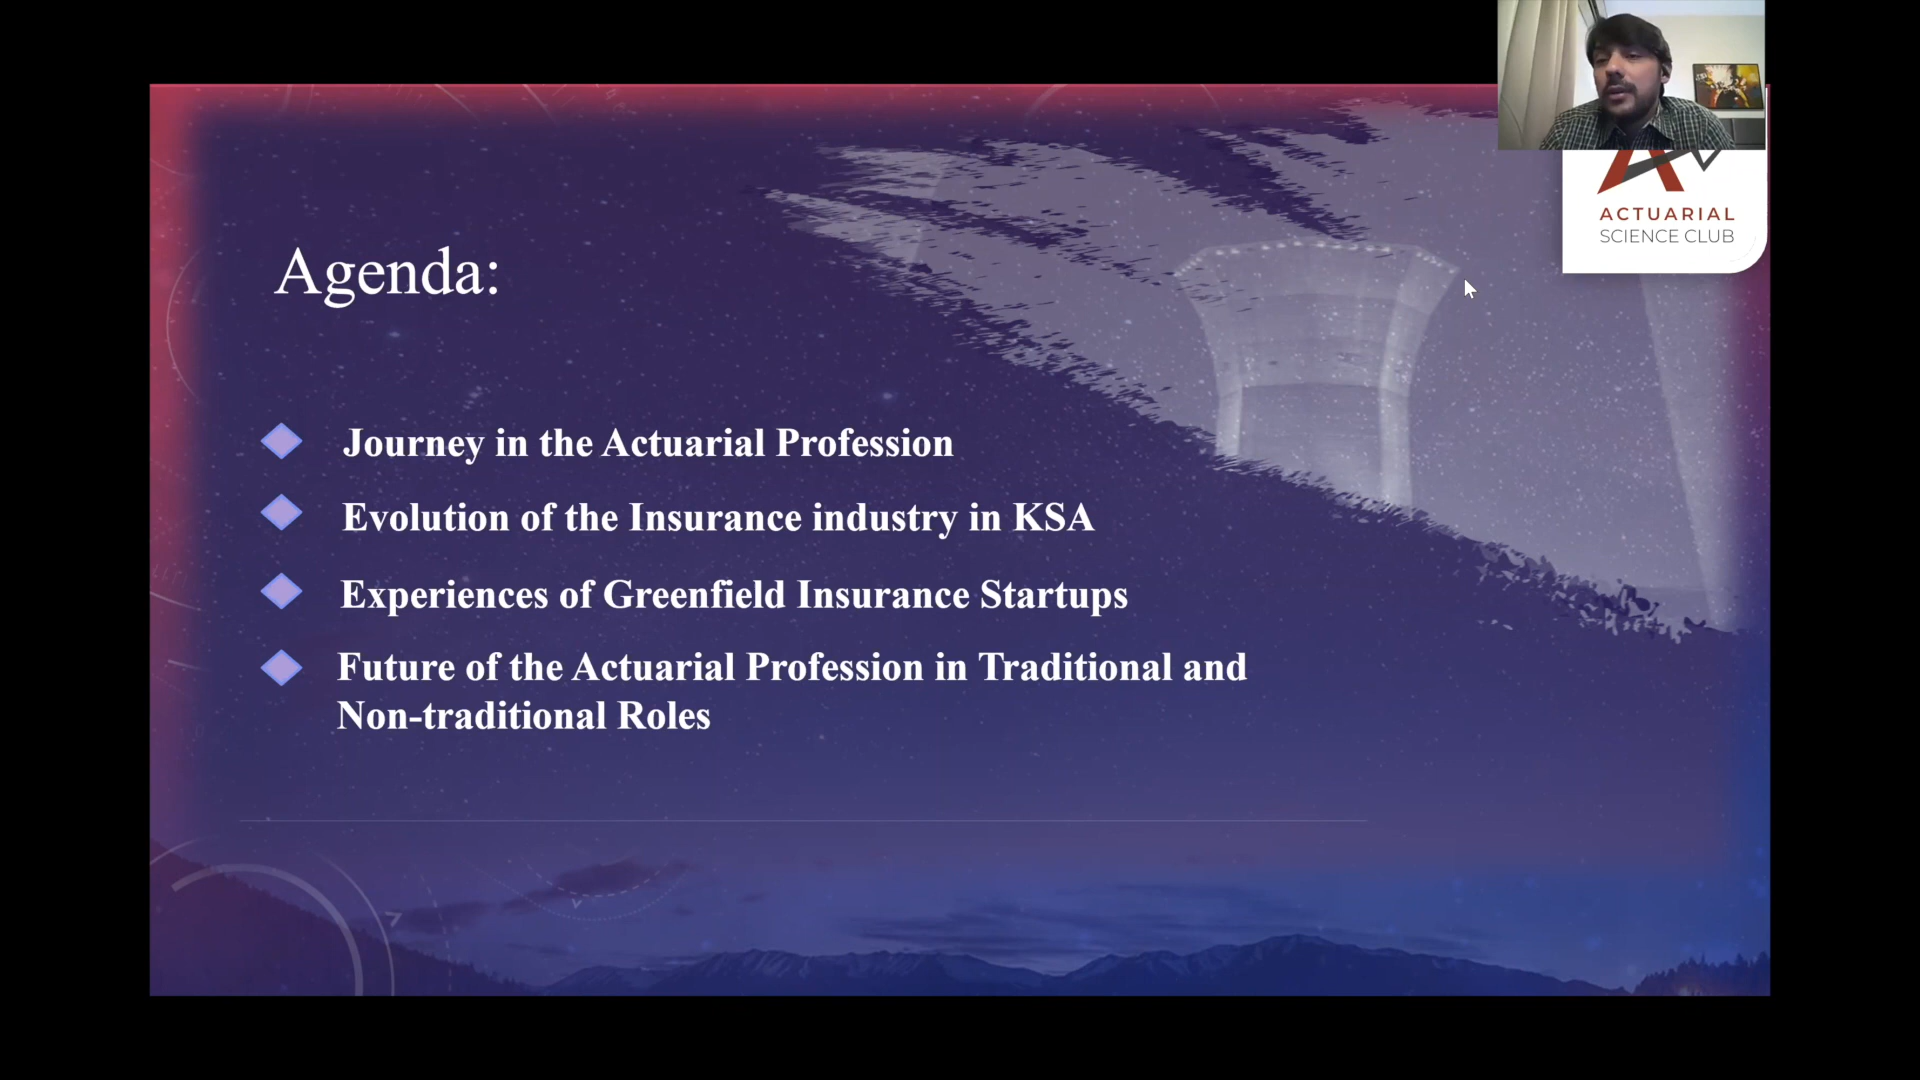 ACTUARIAL
SCIENCE CLUB
Agenda:
Journey in the Actuarial Profession
Evolution of the Insurance industry in KSA
Experiences of Greenfield Insurance Startups
Future of the Actuarial Profession in Traditional and
Non-traditional Roles